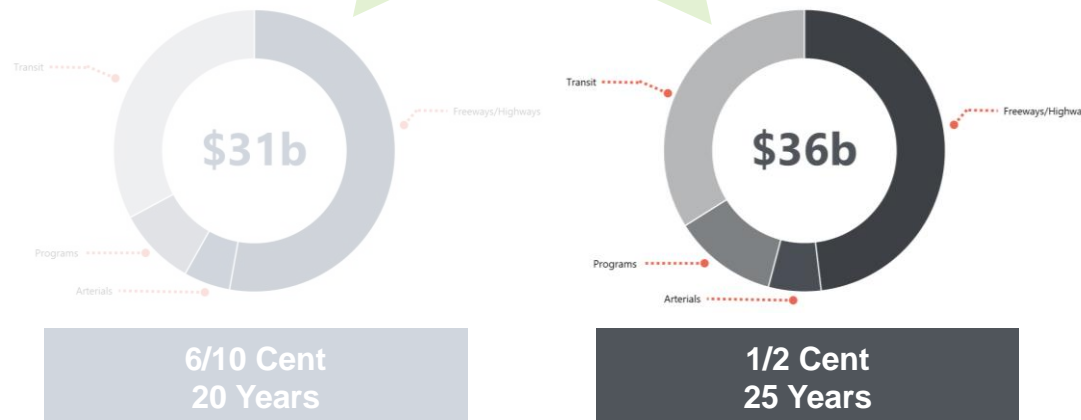 Transit
Freeways/Highways
$31b
Programs
Arterials
6/10 Cent
20 Years
Transit
Freeways/Highwa
$36b
Programs
Arterials
1/2 Cent
25 Years